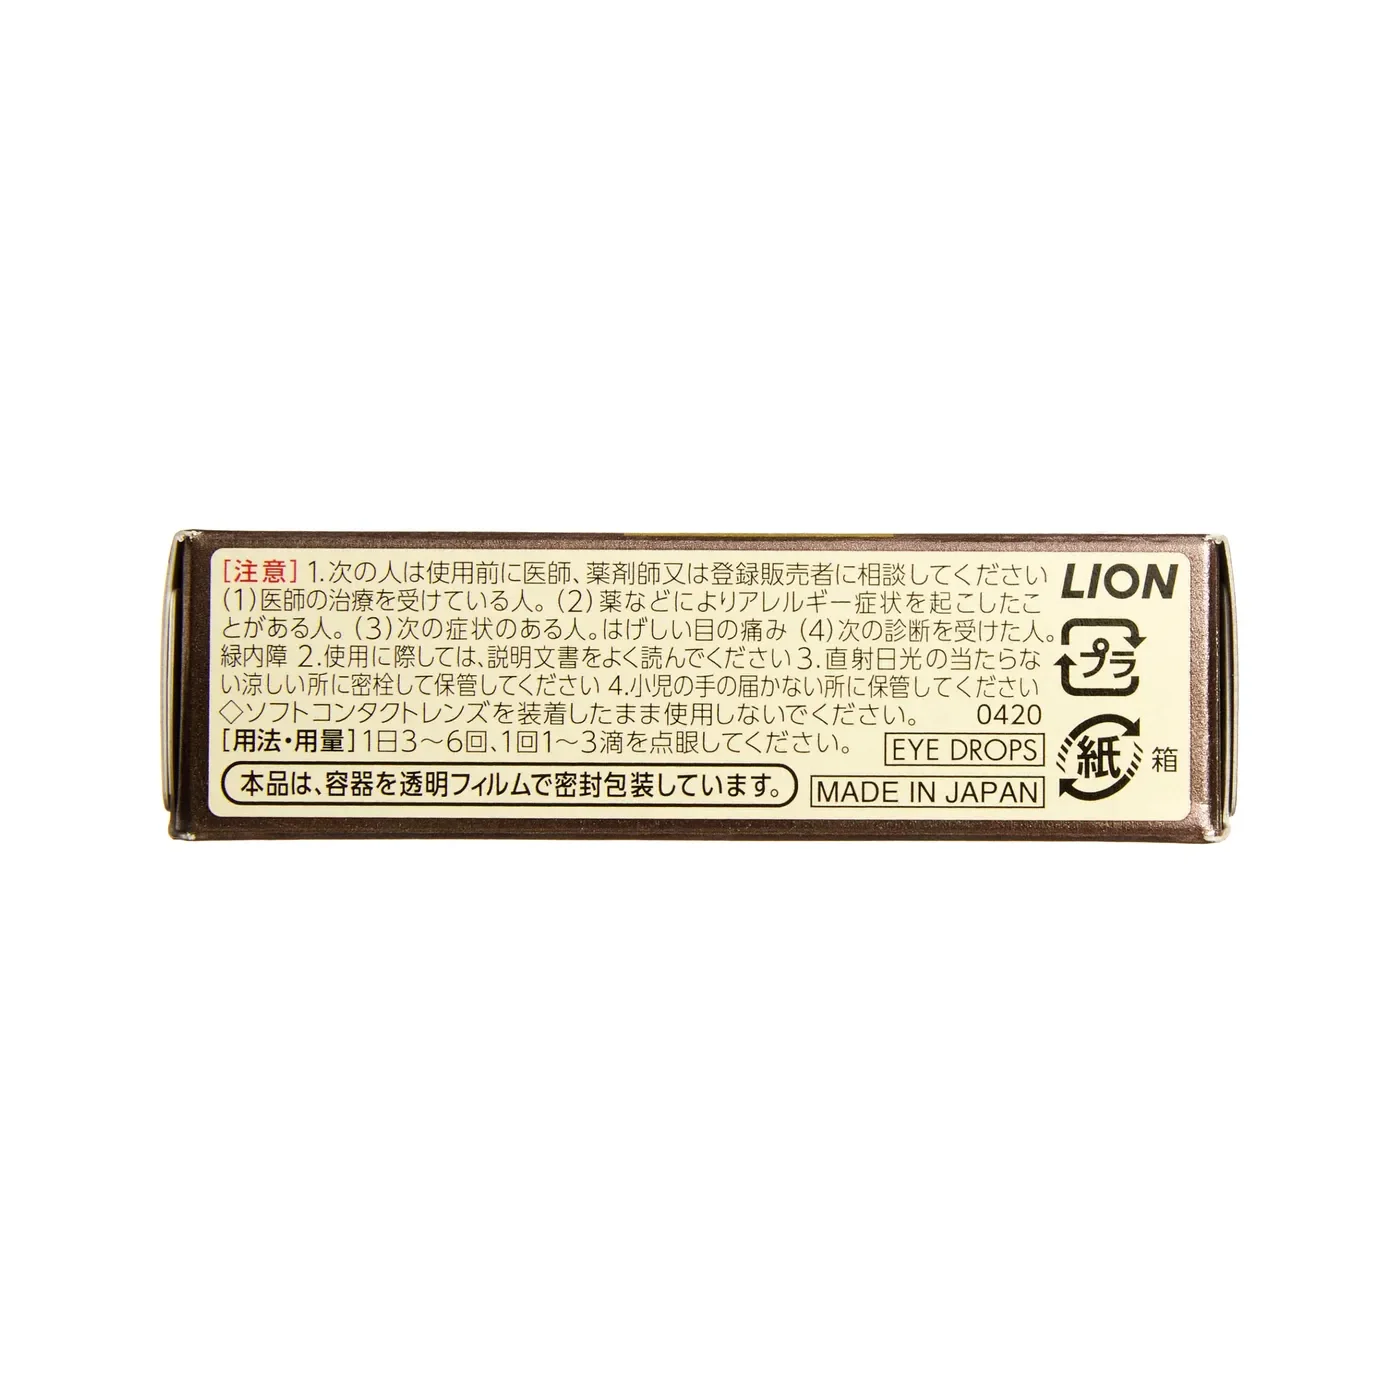 [注意]1.次の人は使用前に医師、薬剤師又は登録販売者に相談してください
(1)医師の治療を受けている人。(2)薬などによりアレルギー症状を起こしたこ
とがある人。(3)次の症状のある人。はげしい目の痛み (4)次の診断を受けた人。
緑内障 2.使用に際しては、説明文書をよく読んでください 3.直射日光の当たらな
い涼しい所に密栓して保管してください 4.小児の手の届かない所に保管してください
◇ソフトコンタクトレンズを装着したまま使用しないでください。 0420
[用法・用量]1日3〜6回、1回1〜3滴を点眼してください。
EYE DROPS
本品は、容器を透明フィルムで密封包装しています。
MADE IN JAPAN
LION
プラ
紙 箱